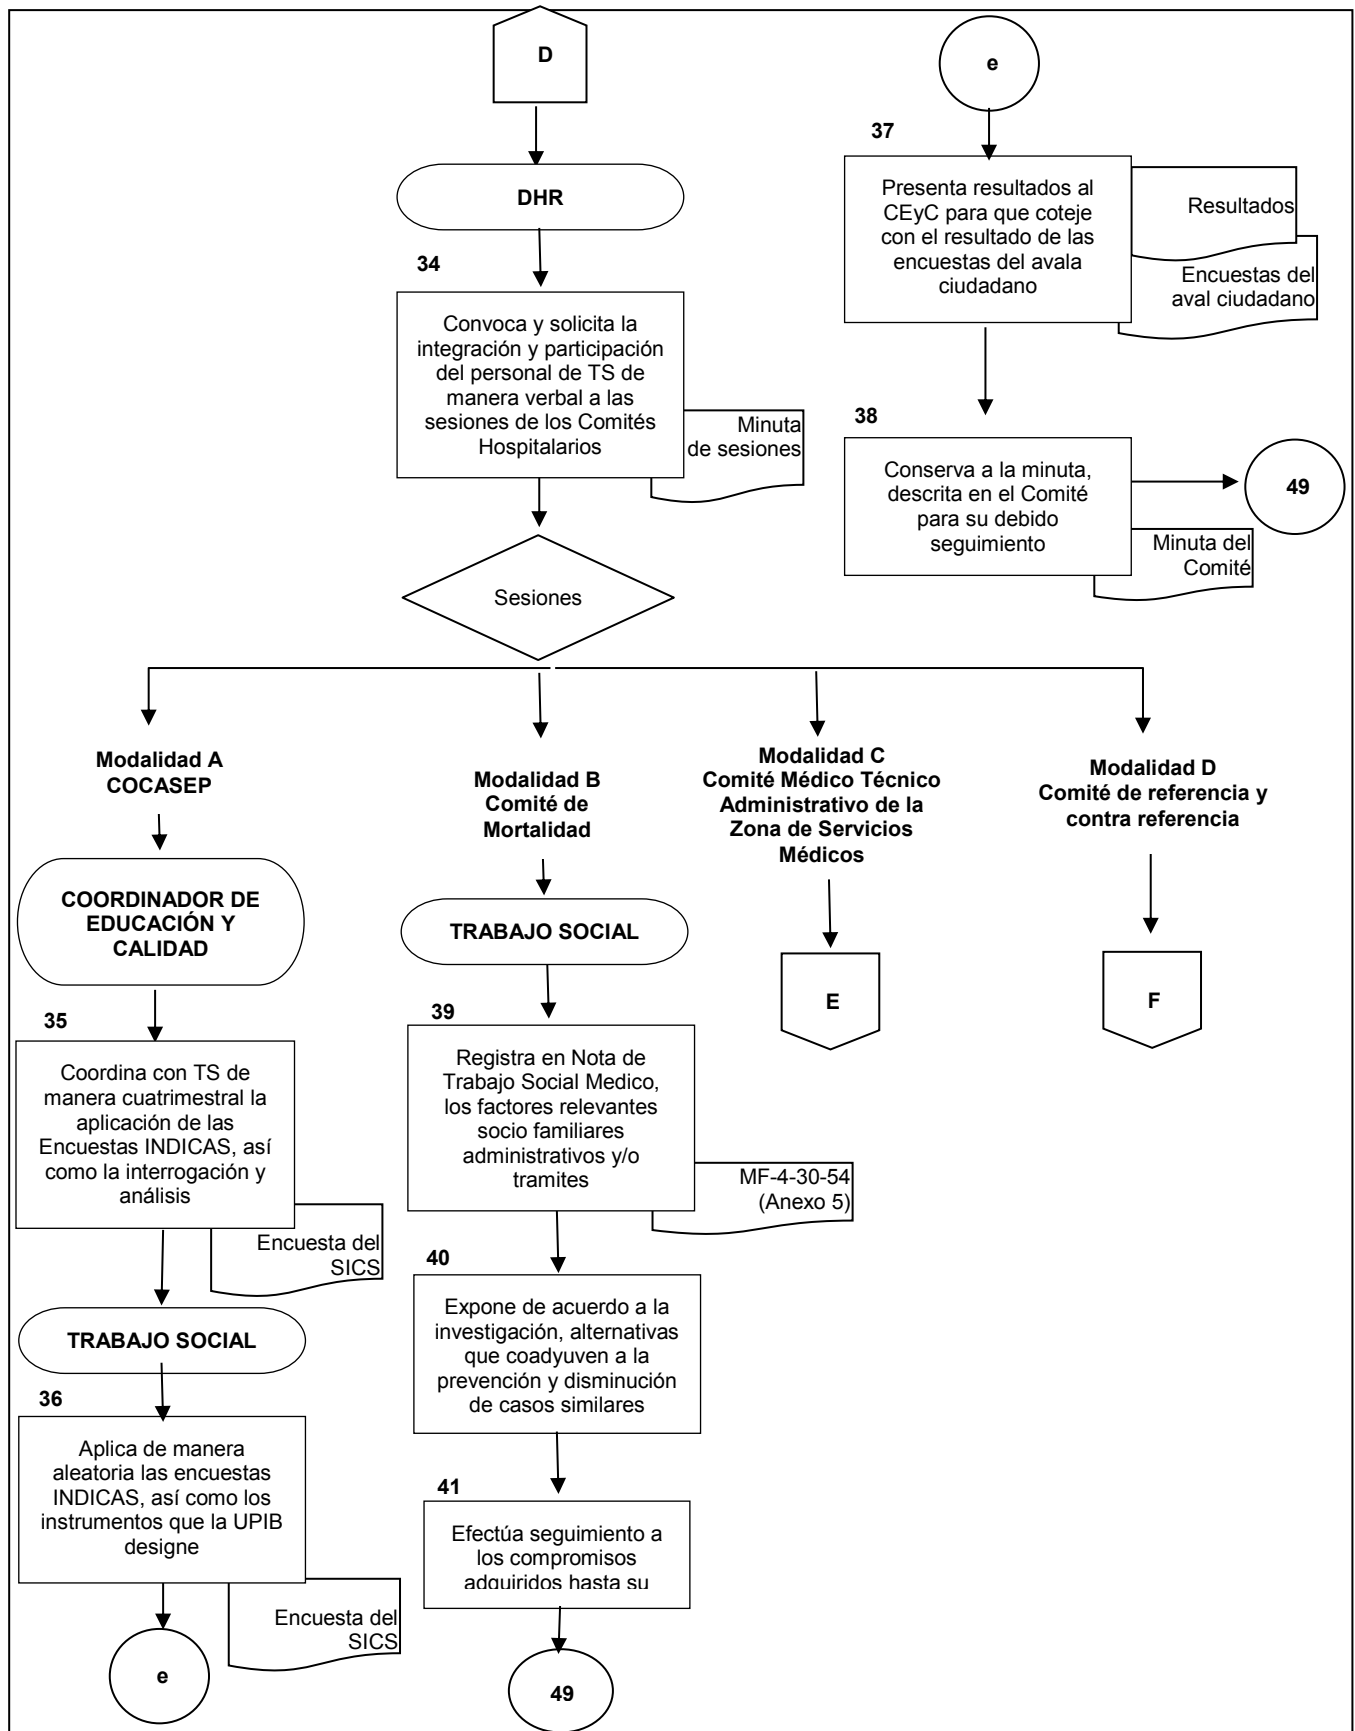 D
DHR
34
Convoca y solicita la
integración y participación
del personal de TS de
manera verbal a las
sesiones de los Comités
Hospitalarios
Minuta
de sesiones
Sesiones
e
37
Presenta resultados al
CEyC para que coteje
con el resultado de las
encuestas del avala
ciudadano
Resultados
Encuestas del
aval ciudadano
38
Conserva a la minuta,
descrita en el Comité
para su debido
seguimiento
Minuta del
Comité
49
Modalidad A
COCASEP
COORDINADOR DE
EDUCACIÓN Y
CALIDAD
35
Coordina con TS de
manera cuatrimestral la
aplicación de las
Encuestas INDICAS, así
como la interrogación y
análisis
Encuesta del
SICS
TRABAJO SOCIAL
36
Aplica de manera
aleatoria las encuestas
INDICAS, así como los
instrumentos que la UPIB
designe
Encuesta del
SICS
e
Modalidad B
Comité de
Mortalidad
TRABAJO SOCIAL
39
Registra en Nota de
Trabajo Social Medico,
los factores relevantes
socio familiares
administrativos y/o
tramites
MF-4-30-54
(Anexo 5)
40
Expone de acuerdo a la
investigación, alternativas
que coadyuven a la
prevención y disminución
de casos similares
41
Efectúa seguimiento a
los compromisos
adquiridos hasta su
49
Modalidad C
Comité Médico Técnico
Administrativo de la
Zona de Servicios
Médicos
E
Modalidad D
Comité de referencia y
contra referencia
F